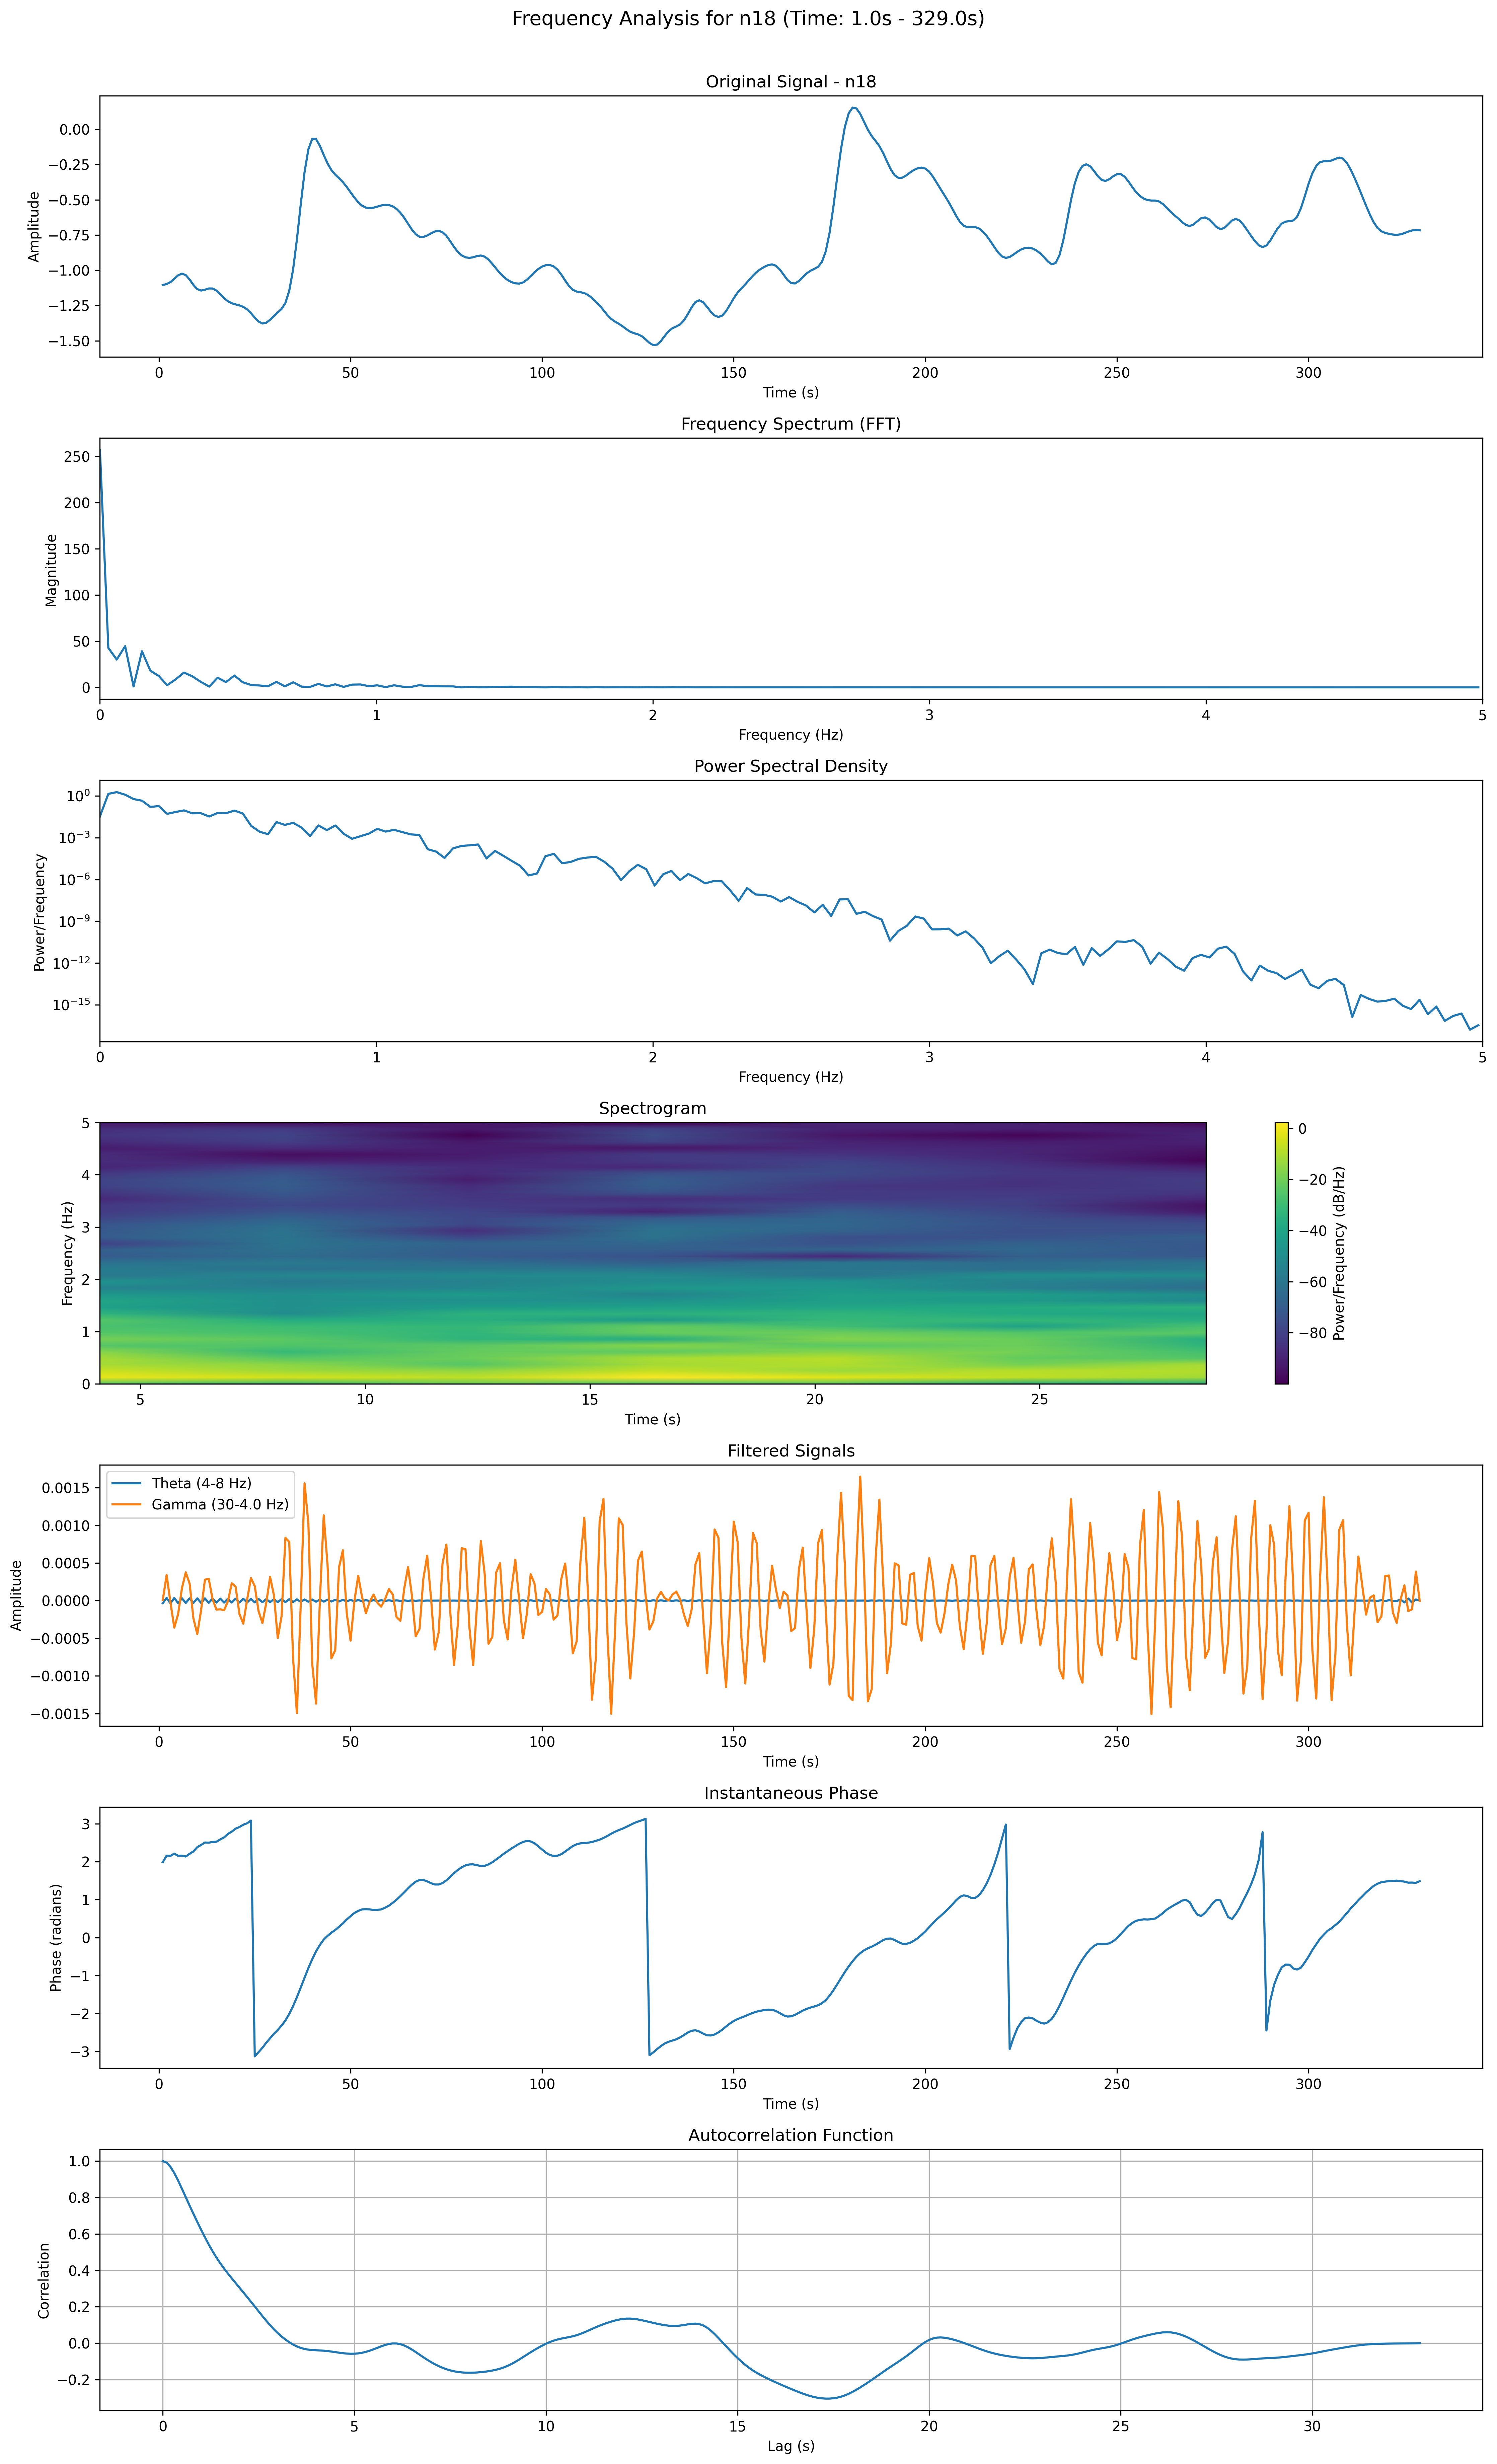 Frequency Analysis for n18 (Time: 1.0s - 329.0s)
Original Signal - n18
Amplitude
0.00
−0.25
−0.50
−0.75
−1.00
−1.25
−1.50
0 50 100 150 200 250 300
Time (s)
Frequency Spectrum (FFT)
Magnitude
250
200
150
100
50
0
0 1 2 3 4 5
Frequency (Hz)
Power Spectral Density
Power/Frequency
10⁰
10⁻³
10⁻⁶
10⁻⁹
10⁻¹²
10⁻¹⁵
0 1 2 3 4 5
Frequency (Hz)
Spectrogram
Frequency (Hz)
5
4
3
2
1
0
5 10 15 20 25
Time (s)
0
−20
−40
−60
−80
Power/Frequency (dB/Hz)
Filtered Signals
Theta (4-8 Hz)
Gamma (30-4.0 Hz)
Amplitude
0.0015
0.0010
0.0005
0.0000
−0.0005
−0.0010
−0.0015
0 50 100 150 200 250 300
Time (s)
Instantaneous Phase
Phase (radians)
3
2
1
0
−1
−2
−3
0 50 100 150 200 250 300
Time (s)
Autocorrelation Function
Correlation
1.0
0.8
0.6
0.4
0.2
0.0
−0.2
0 5 10 15 20 25 30
Lag (s)